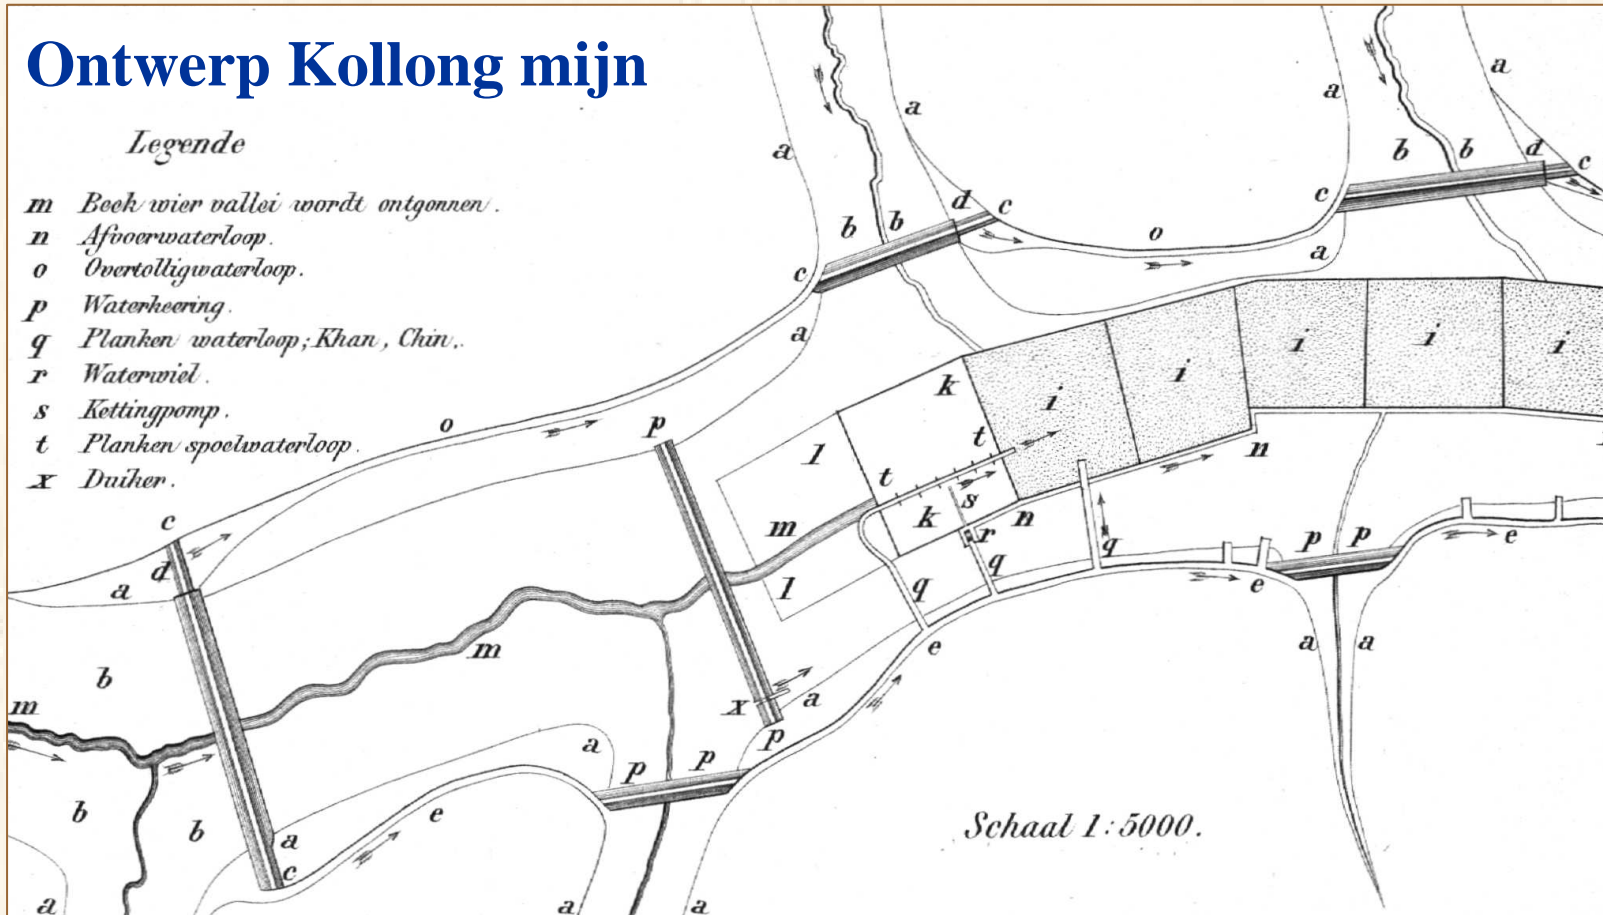 Ontwerp Kollong mijn
Legende
m Beek wier vallei wordt ontgonnen.
n Afvoerwaterloop.
o Overtolligwaterloop.
p Waterkeering.
q Planken waterloop; Khan, Chin.
r Waterwiel.
s Kettingpomp.
t Planken spoelwaterloop.
x Duiker.
a a a a
b b d c
b b d c
c o a c
a
k i i i i i
o p l t n
t s
c m k r n
d a l q q q p p e
b m e a a
m x a
a p p p
b b e
a c
a a a
Schaal 1:5000.